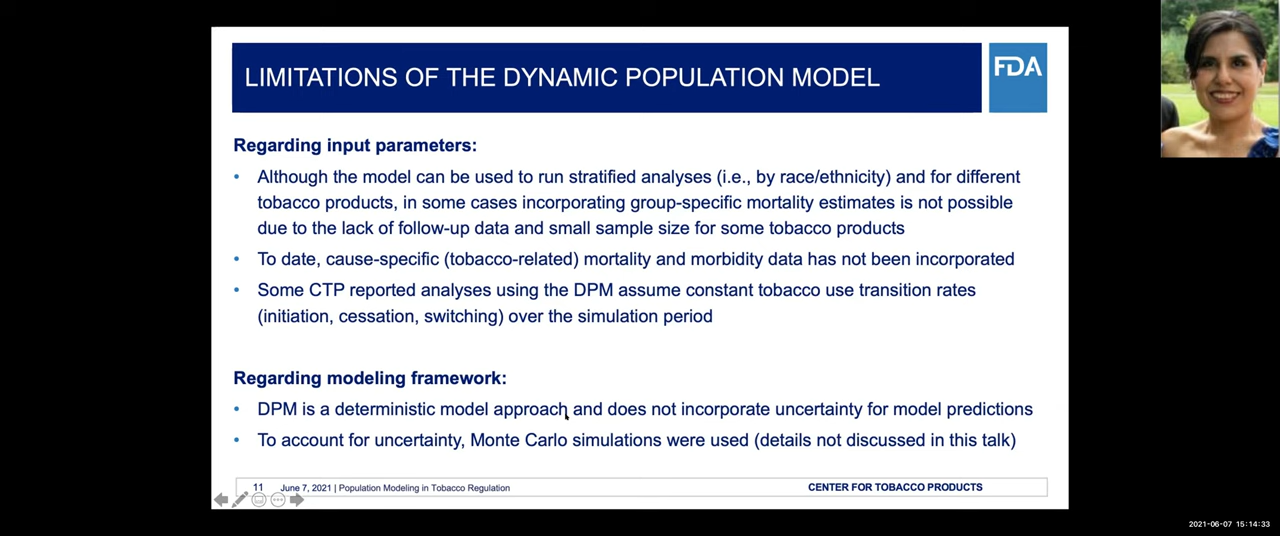 LIMITATIONS OF THE DYNAMIC POPULATION MODEL
FDA
Regarding input parameters:
• Although the model can be used to run stratified analyses (i.e., by race/ethnicity) and for different
tobacco products, in some cases incorporating group-specific mortality estimates is not possible
due to the lack of follow-up data and small sample size for some tobacco products
• To date, cause-specific (tobacco-related) mortality and morbidity data has not been incorporated
• Some CTP reported analyses using the DPM assume constant tobacco use transition rates
(initiation, cessation, switching) over the simulation period
Regarding modeling framework:
• DPM is a deterministic model approach and does not incorporate uncertainty for model predictions
• To account for uncertainty, Monte Carlo simulations were used (details not discussed in this talk)
11 June 7, 2021 | Population Modeling in Tobacco Regulation
CENTER FOR TOBACCO PRODUCTS
2021-06-07 15:14:33